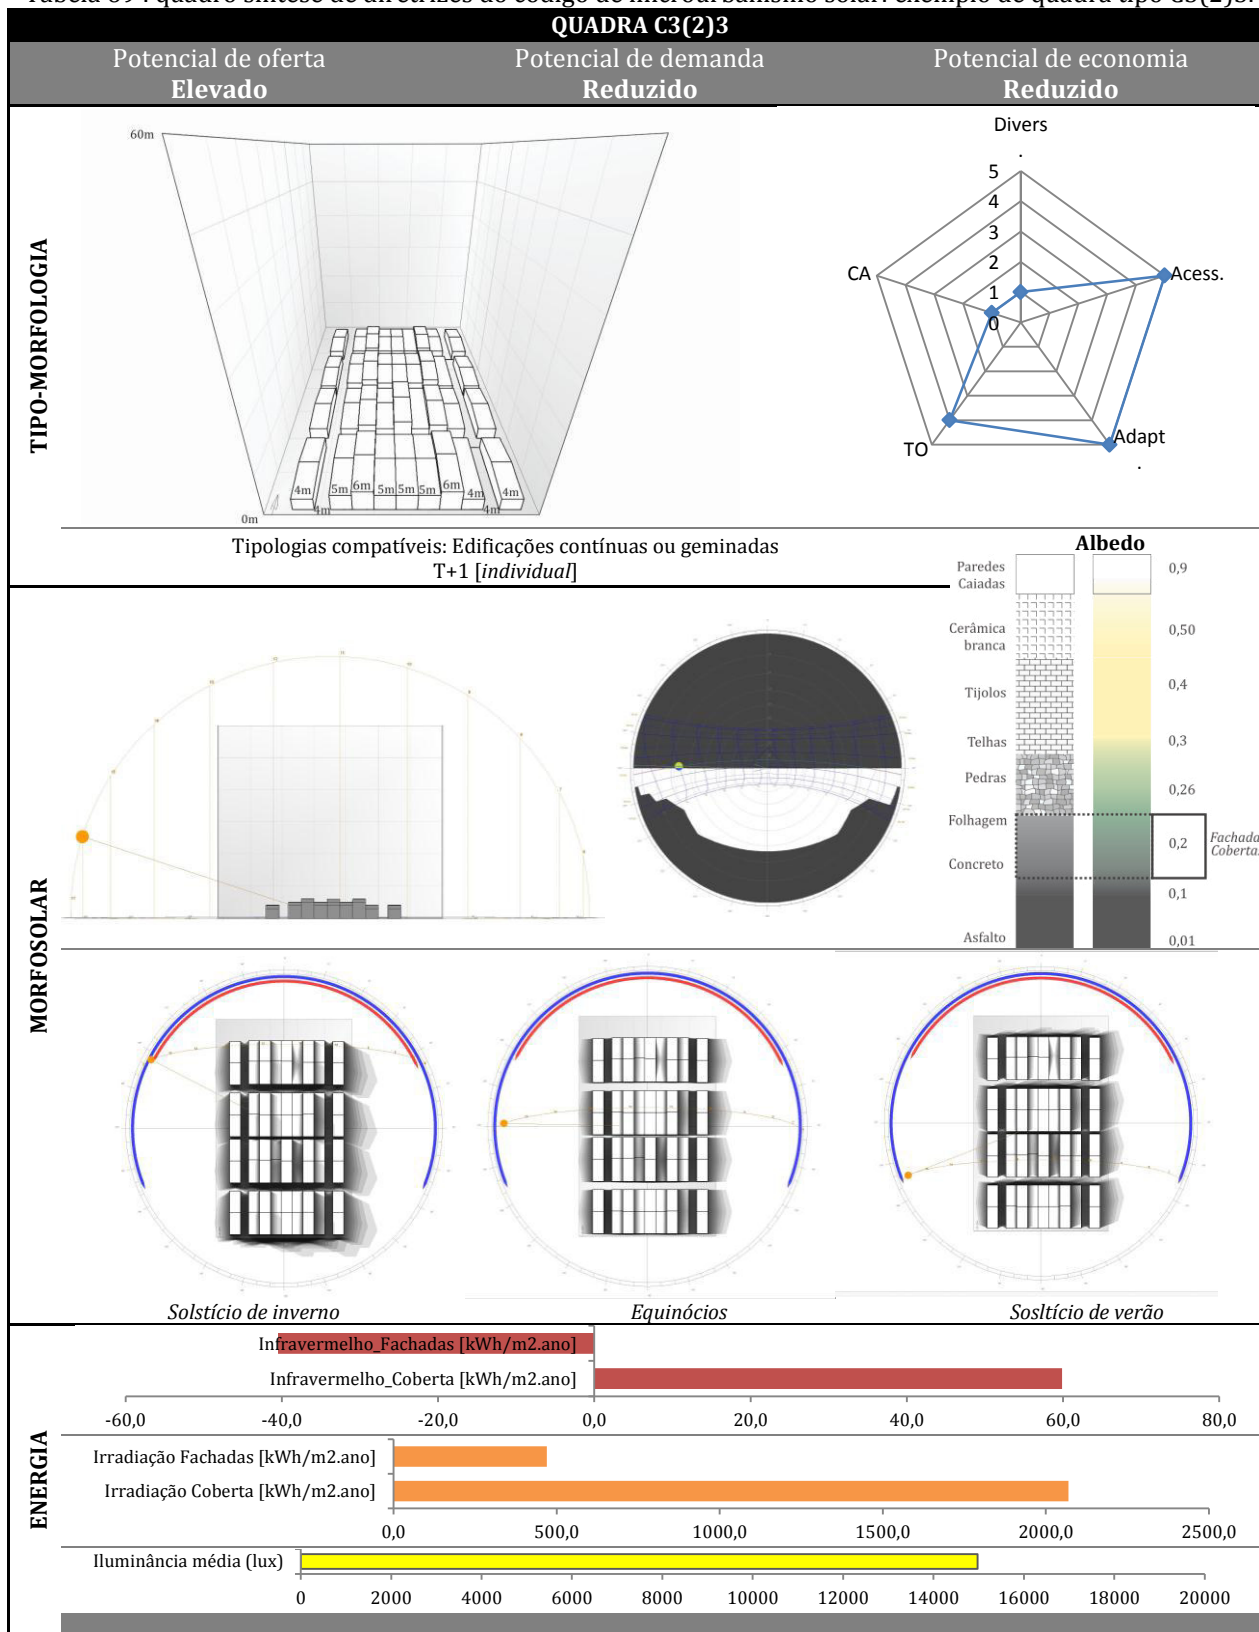 QUADRA C3(2)3
Potencial de oferta
Elevado
Potencial de demanda
Reduzido
Potencial de economia
Reduzido
TIPO-MORFOLOGIA
60m
0m
4m
4m
5m
6m
5m
5m
5m
6m
4m
4m
4m
Divers
.
5
4
3
2
1
0
CA
Acess.
TO
Adapt
.
Tipologias compatíveis: Edificações contínuas ou geminadas
T+1 [individual]
MORFOSOLAR
Albedo
Paredes
Caiadas
0,9
Cerâmica
branca
0,50
Tijolos
0,4
Telhas
0,3
Pedras
0,26
Folhagem
Concreto
0,2
Fachada
Coberta
0,1
Asfalto
0,01
Solstício de inverno
Equinócios
Sosltício de verão
ENERGIA
Infravermelho_Fachadas [kWh/m2.ano]
Infravermelho_Coberta [kWh/m2.ano]
-60,0 -40,0 -20,0 0,0 20,0 40,0 60,0 80,0
Irradiação Fachadas [kWh/m2.ano]
Irradiação Coberta [kWh/m2.ano]
0,0 500,0 1000,0 1500,0 2000,0 2500,0
Iluminância média (lux)
0 2000 4000 6000 8000 10000 12000 14000 16000 18000 20000